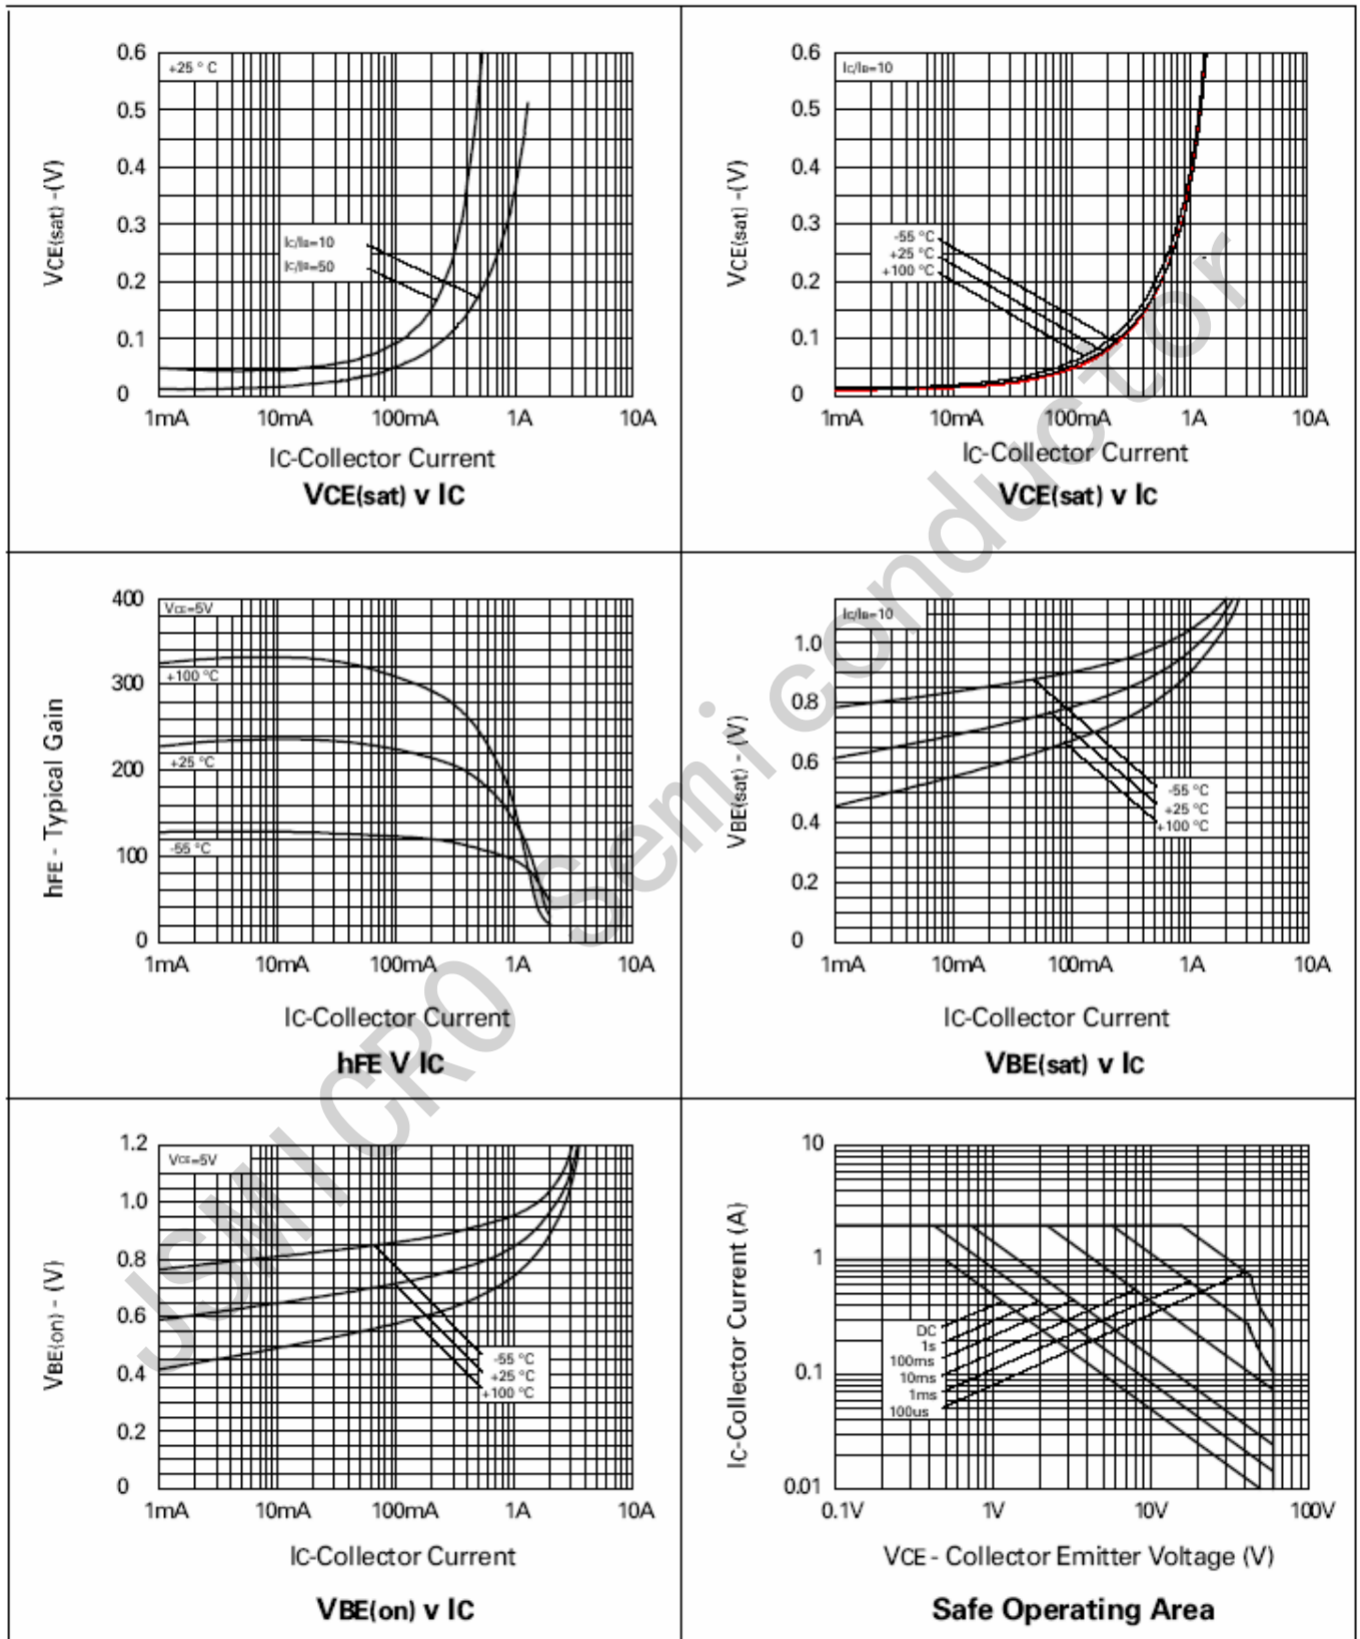 0.6
+25 ° C
0.5
0.4
0.3
0.2
0.1
0
VCE(sat) -(V)
IC/IB=10
IC/IB=50
1mA 10mA 100mA 1A 10A
IC-Collector Current
VCE(sat) v IC
0.6
IC/IB=10
0.5
0.4
0.3
0.2
0.1
0
VCE(sat) -(V)
-55 °C
+25 °C
+100 °C
1mA 10mA 100mA 1A 10A
IC-Collector Current
VCE(sat) v IC
400
VCE=5V
300
200
100
0
hFE - Typical Gain
+100 °C
+25 °C
-55 °C
1mA 10mA 100mA 1A 10A
IC-Collector Current
hFE V IC
IC/IB=10
1.0
0.8
0.6
0.4
0.2
0
VBE(sat) - (V)
-55 °C
+25 °C
+100 °C
1mA 10mA 100mA 1A 10A
IC-Collector Current
VBE(sat) v IC
1.2
VCE=5V
1.0
0.8
0.6
0.4
0.2
0
VBE(on) - (V)
-55 °C
+25 °C
+100 °C
1mA 10mA 100mA 1A 10A
IC-Collector Current
VBE(on) v IC
10
1
0.1
0.01
IC-Collector Current (A)
DC
1s
100ms
10ms
1ms
100us
0.1V 1V 10V 100V
VCE - Collector Emitter Voltage (V)
Safe Operating Area
JSMICRO Semiconductor